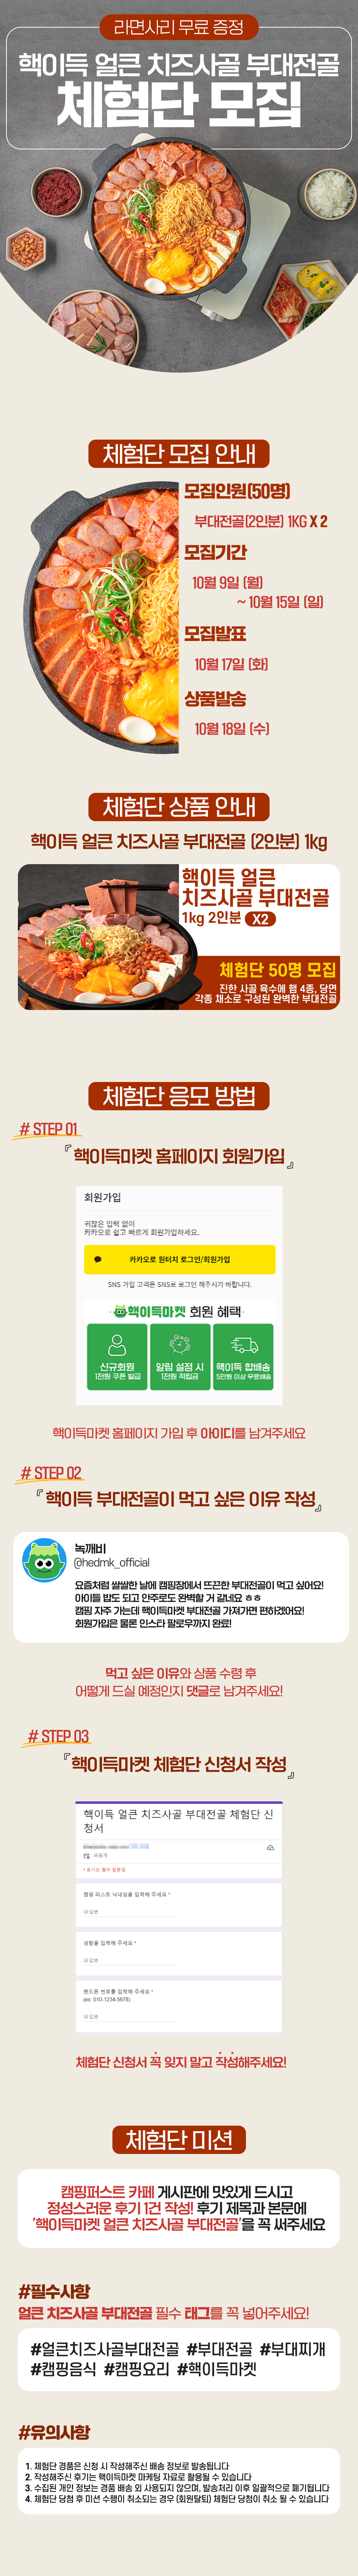 라면사리 무료 증정
핵이득 얼큰 치즈사골 부대전골
체험단 모집
체험단 모집 안내
모집인원(50명)
부대전골(2인분) 1KG X 2
모집기간
10월 9일 (월)
~ 10월 15일 (일)
모집발표
10월 17일 (화)
상품발송
10월 18일 (수)
체험단 상품 안내
핵이득 얼큰 치즈사골 부대전골 (2인분) 1kg
핵이득 얼큰
치즈사골 부대전골
1kg 2인분 X2
체험단 50명 모집
진한 사골 육수에 햄 4종, 당면
각종 채소로 구성된 완벽한 부대전골
체험단 응모 방법
# STEP 01
『핵이득마켓 홈페이지 회원가입』
회원가입
귀찮은 입력 없이
카카오로 쉽고 빠르게 회원가입하세요.
카카오로 원터치 로그인/회원가입
SNS 가입 고객은 SNS로 로그인 해주시기 바랍니다.
핵이득마켓 회원 혜택
신규회원
1천원 쿠폰 발급
알림 설정 시
1천원 적립금
핵이득 합배송
5만원 이상 무료배송
핵이득마켓 홈페이지 가입 후 아이디를 남겨주세요
# STEP 02
『핵이득 부대전골이 먹고 싶은 이유 작성』
녹깨비
@hedmk_official
요즘처럼 쌀쌀한 날에 캠핑장에서 뜨끈한 부대전골이 먹고 싶어요!
아이들 밥도 되고 안주로도 완벽할 거 같네요 ㅎㅎ
캠핑 자주 가는데 핵이득마켓 부대전골 가져가면 편하겠어요!
회원가입은 물론 인스타 팔로우까지 완료!
먹고 싶은 이유와 상품 수령 후
어떻게 드실 예정인지 댓글로 남겨주세요!
# STEP 03
『핵이득마켓 체험단 신청서 작성』
핵이득 얼큰 치즈사골 부대전골 체험단 신
청서
비공개
* 표시는 필수 질문임
캠핑 퍼스트 닉네임을 입력해 주세요 *
내 답변
성함을 입력해 주세요 *
내 답변
핸드폰 번호를 입력해 주세요 *
(ex. 010-1234-5678)
내 답변
체험단 신청서 꼭 잊지 말고 작성해주세요!
체험단 미션
캠핑퍼스트 카페 게시판에 맛있게 드시고
정성스러운 후기 1건 작성! 후기 제목과 본문에
'핵이득마켓 얼큰 치즈사골 부대전골'을 꼭 써주세요
#필수사항
얼큰 치즈사골 부대전골 필수 태그를 꼭 넣어주세요!
#얼큰치즈사골부대전골 #부대전골 #부대찌개
#캠핑음식 #캠핑요리 #핵이득마켓
#유의사항
1. 체험단 경품은 신청 시 작성해주신 배송 정보로 발송됩니다
2. 작성해주신 후기는 핵이득마켓 마케팅 자료로 활용될 수 있습니다
3. 수집된 개인 정보는 경품 배송 외 사용되지 않으며, 발송처리 이후 일괄적으로 폐기됩니다
4. 체험단 당첨 후 미션 수행이 취소되는 경우 (회원탈퇴) 체험단 당첨이 취소 될 수 있습니다